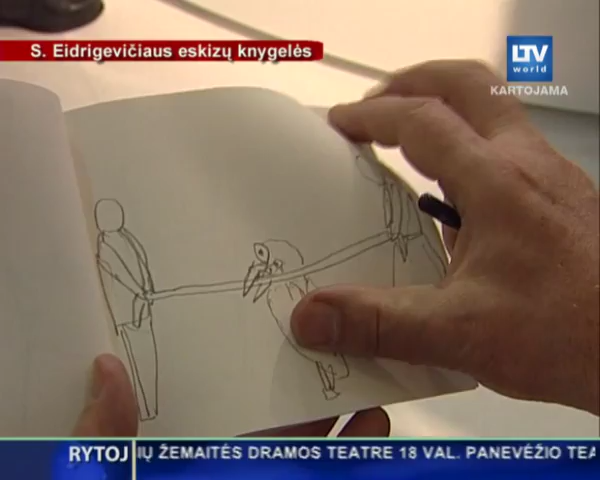 S. Eidrigevičiaus eskizų knygelės
LTV
world
KARTOJAMA
RYTOJ
IŲ ŽEMAITĖS DRAMOS TEATRE 18 VAL. PANEVĖŽIO TEA